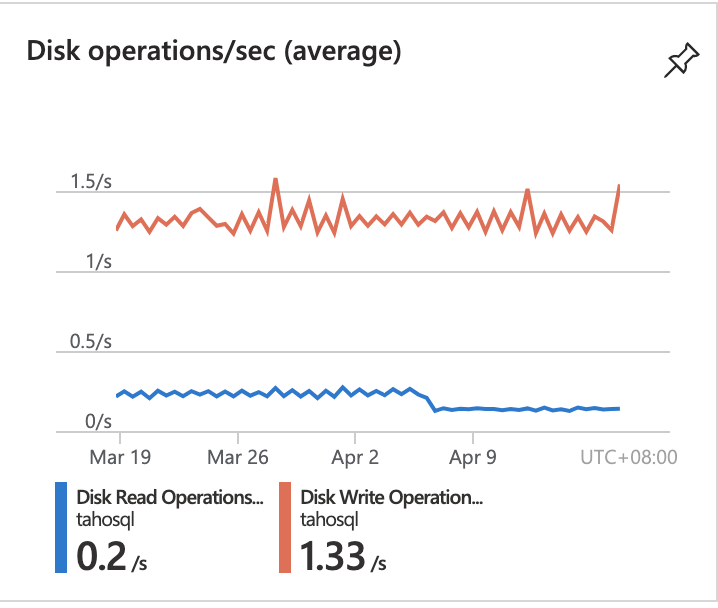 Disk operations/sec (average)
1.5/s
1/s
0.5/s
0/s
Mar 19 Mar 26 Apr 2 Apr 9 UTC+08:00
Disk Read Operations... Disk Write Operation...
tahosql tahosql
0.2 /s 1.33 /s